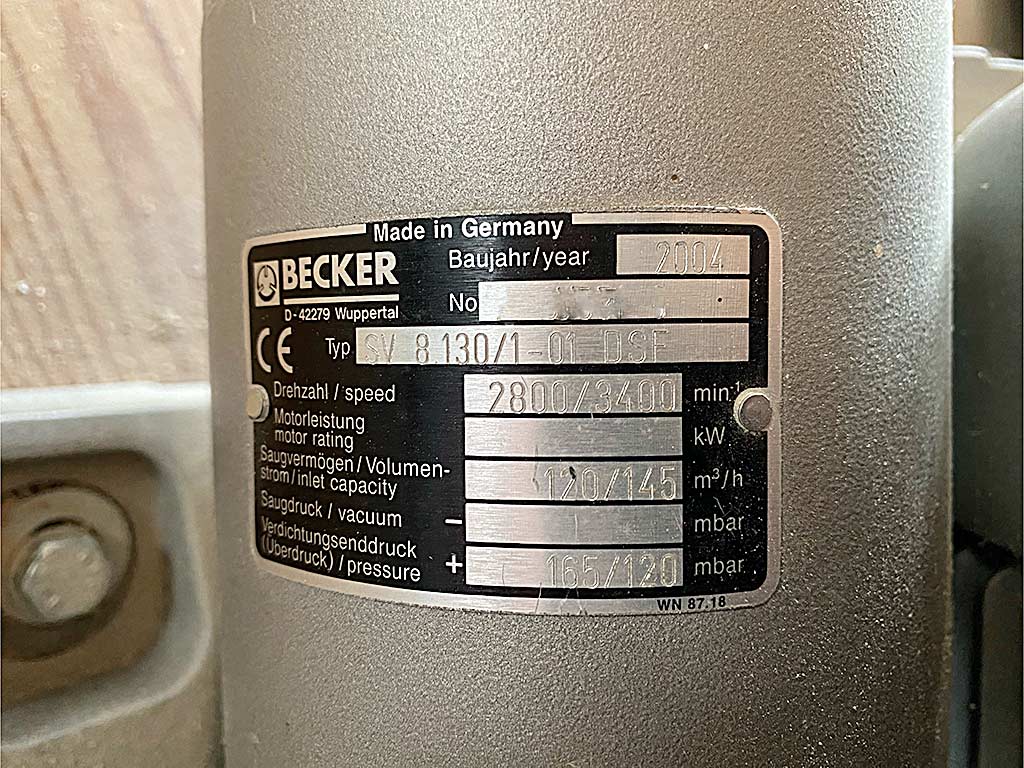 Made in Germany
BECKER
D-42279 Wuppertal
Baujahr/year 2004
No
CE Typ SV 8.130/1-01 DSF
Drehzahl / speed 2800/3400 min⁻¹
Motorleistung
motor rating kW
Saugvermögen / Volumen-
strom / inlet capacity 120/145 m³/h
Saugdruck / vacuum – mbar
Verdichtungsenddruck
(Überdruck) / pressure + 165/120 mbar
WN 87.18